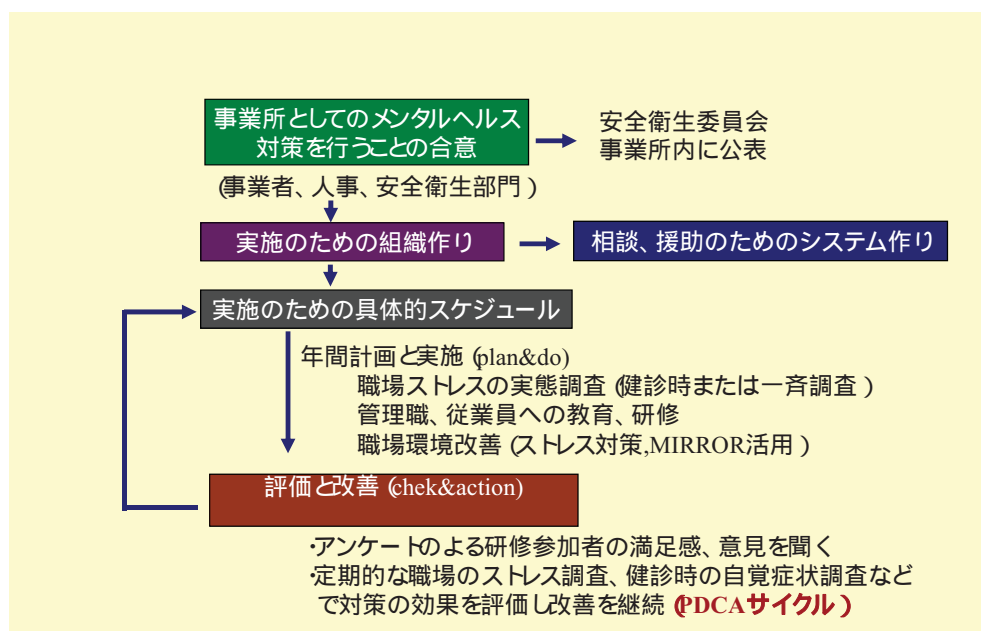 事業所としてのメンタルヘルス
対策を行うことの合意
安全衛生委員会
事業所内に公表
(事業者、人事、安全衛生部門)
実施のための組織作り
相談、援助のためのシステム作り
実施のための具体的スケジュール
年間計画と実施(plan&do)
職場ストレスの実態調査(健診時または一斉調査)
管理職、従業員への教育、研修
職場環境改善(ストレス対策,MIRROR活用)
評価と改善(chek&action)
・アンケートのよる研修参加者の満足感、意見を聞く
・定期的な職場のストレス調査、健診時の自覚症状調査など
で対策の効果を評価し改善を継続(PDCAサイクル)